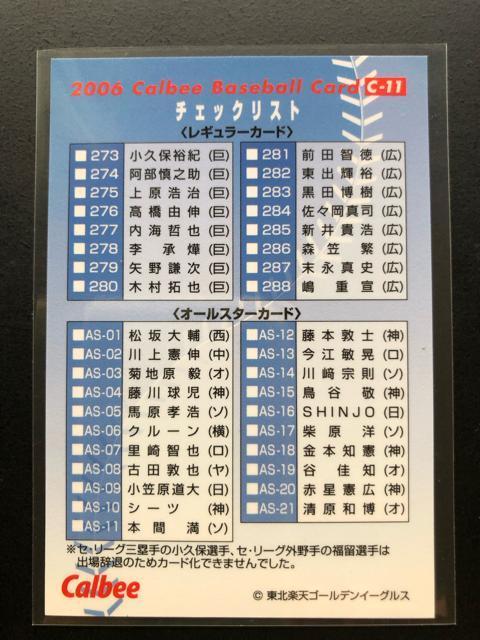 2006 Calbee Baseball Card C-11
チェックリスト
〈レギュラーカード〉
273 小久保裕紀 (巨)
274 阿部慎之助 (巨)
275 上原浩治 (巨)
276 高橋由伸 (巨)
277 内海哲也 (巨)
278 李承燁 (巨)
279 矢野謙次 (巨)
280 木村拓也 (巨)
281 前田智徳 (広)
282 東出輝裕 (広)
283 黒田博樹 (広)
284 佐々岡真司 (広)
285 新井貴浩 (広)
286 森笠繁 (広)
287 末永真史 (広)
288 嶋重宣 (広)
〈オールスターカード〉
AS-01 松坂大輔 (西)
AS-02 川上憲伸 (中)
AS-03 菊地原毅 (オ)
AS-04 藤川球児 (神)
AS-05 馬原孝浩 (ソ)
AS-06 クルーン (横)
AS-07 里崎智也 (ロ)
AS-08 古田敦也 (ヤ)
AS-09 小笠原道大 (日)
AS-10 シーツ (神)
AS-11 本間満 (ソ)
AS-12 藤本敦士 (神)
AS-13 今江敏晃 (ロ)
AS-14 川﨑宗則 (ソ)
AS-15 鳥谷敬 (神)
AS-16 SHINJO (日)
AS-17 柴原洋 (ソ)
AS-18 金本知憲 (神)
AS-19 谷佳知 (オ)
AS-20 赤星憲広 (神)
AS-21 清原和博 (オ)
※セ・リーグ三塁手の小久保選手、セ・リーグ外野手の福留選手は
出場辞退のためカード化できませんでした。
Calbee
© 東北楽天ゴールデンイーグルス